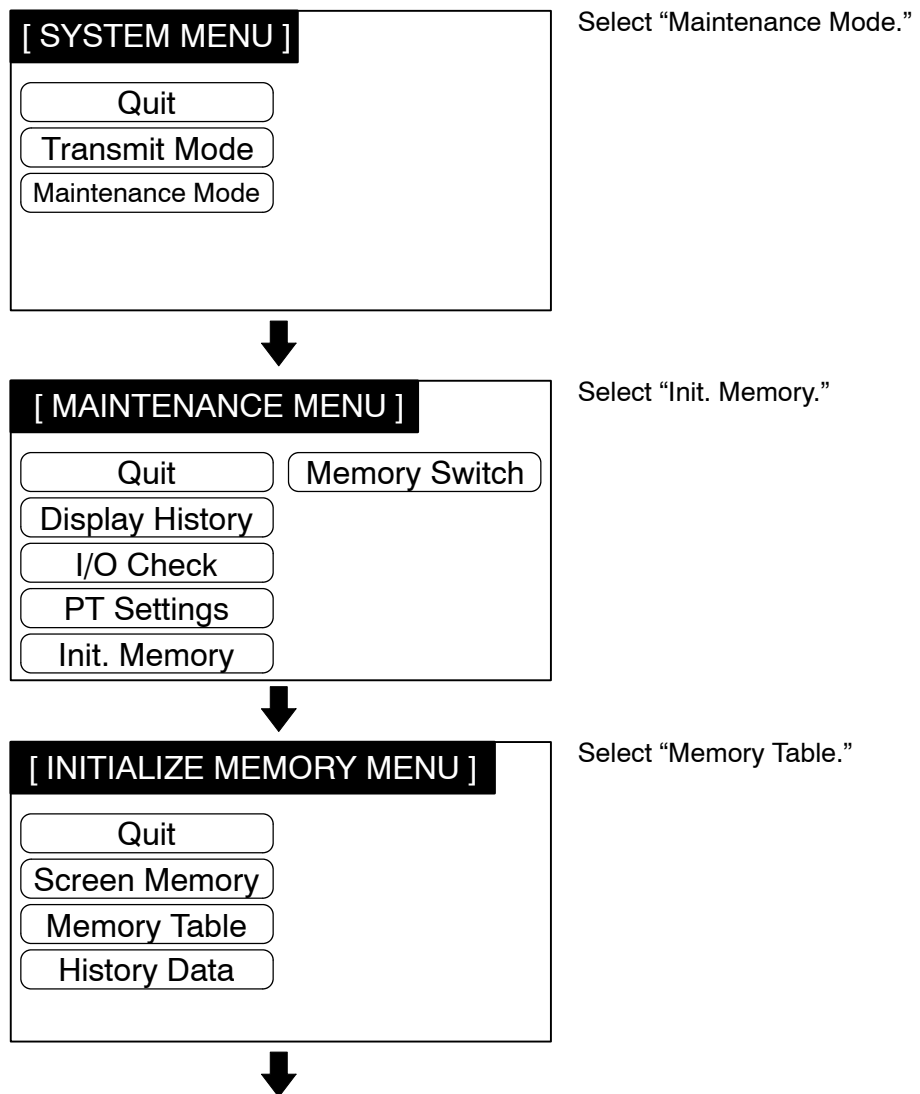 [ SYSTEM MENU ]
Select “Maintenance Mode.”
Quit
Transmit Mode
Maintenance Mode
[ MAINTENANCE MENU ]
Select “Init. Memory.”
Quit
Memory Switch
Display History
I/O Check
PT Settings
Init. Memory
[ INITIALIZE MEMORY MENU ]
Select “Memory Table.”
Quit
Screen Memory
Memory Table
History Data